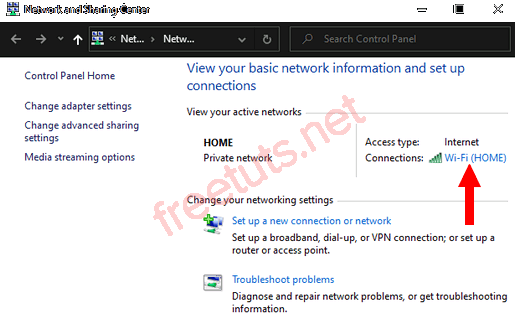 Network and Sharing Center
Net... Netw... Search Control Panel
Control Panel Home
Change adapter settings
Change advanced sharing
settings
Media streaming options
View your basic network information and set up
connections
View your active networks
HOME
Private network
Access type: Internet
Connections: Wi-Fi (HOME)
Change your networking settings
Set up a new connection or network
Set up a broadband, dial-up, or VPN connection; or set up a
router or access point.
Troubleshoot problems
Diagnose and repair network problems, or get troubleshooting
information.
freetuts.net